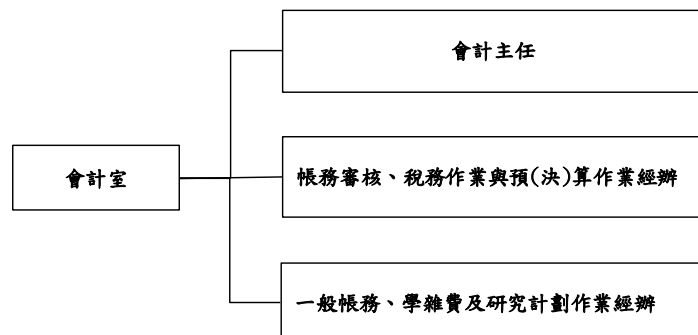 會計主任
會計室
帳務審核、稅務作業與預(決)算作業經辦
一般帳務、學雜費及研究計劃作業經辦